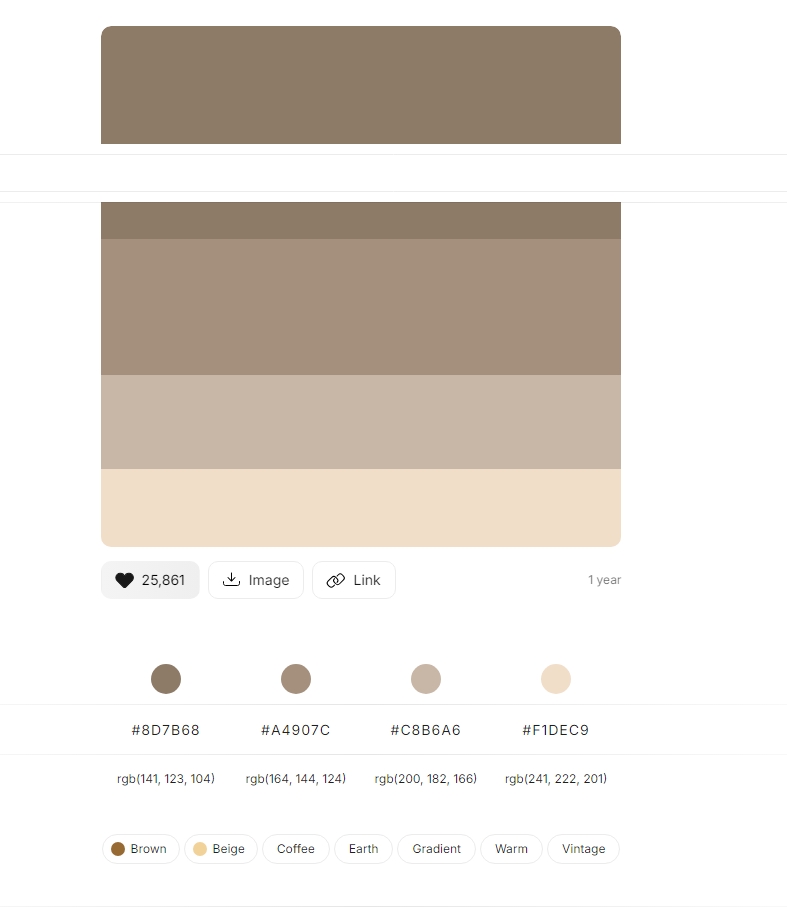 25,861 Image Link 1 year
#8D7B68 #A4907C #C8B6A6 #F1DEC9
rgb(141, 123, 104) rgb(164, 144, 124) rgb(200, 182, 166) rgb(241, 222, 201)
Brown Beige Coffee Earth Gradient Warm Vintage